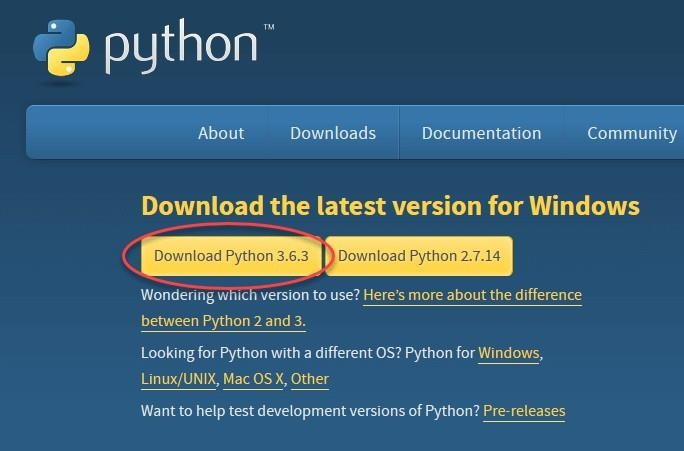 python™
About Downloads Documentation Community
Download the latest version for Windows
Download Python 3.6.3 Download Python 2.7.14
Wondering which version to use? Here's more about the difference
between Python 2 and 3.
Looking for Python with a different OS? Python for Windows,
Linux/UNIX, Mac OS X, Other
Want to help test development versions of Python? Pre-releases